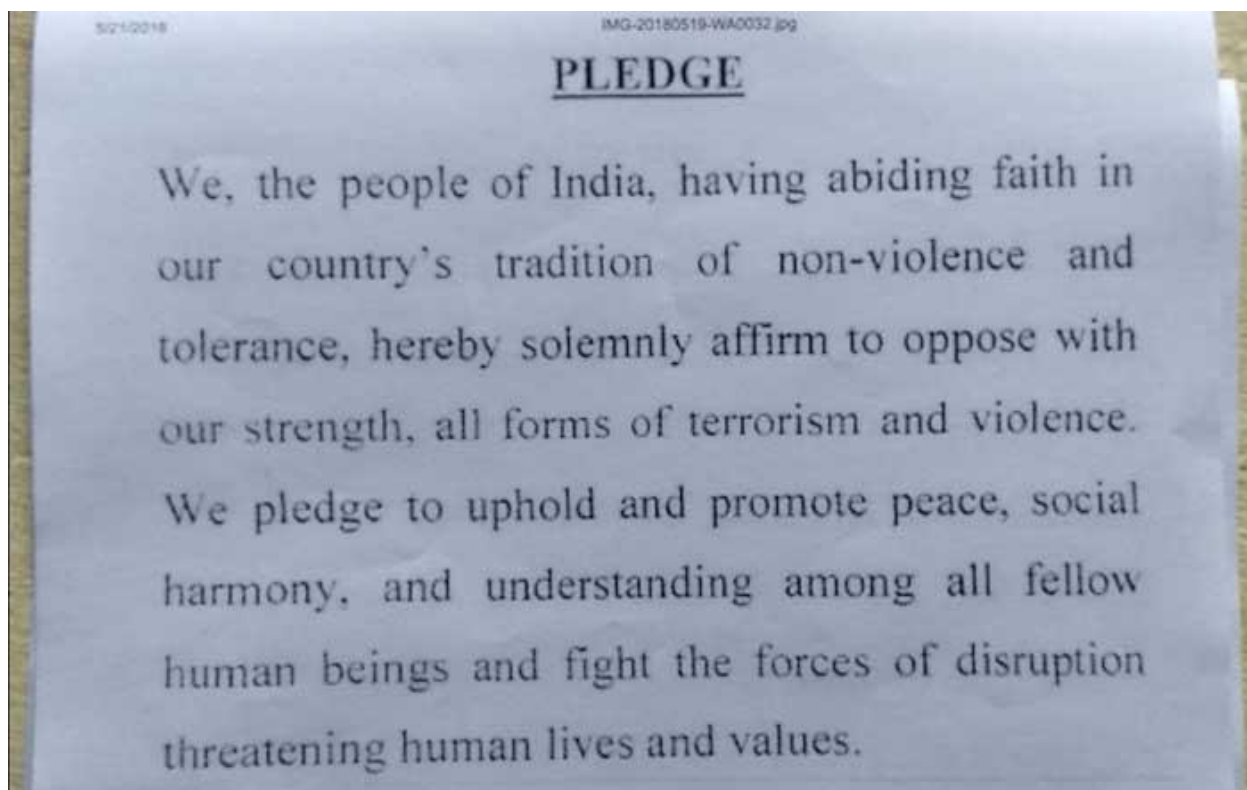 5/21/2018 IMG-20180519-WA0032.jpg
PLEDGE
We, the people of India, having abiding faith in
our country's tradition of non-violence and
tolerance, hereby solemnly affirm to oppose with
our strength, all forms of terrorism and violence.
We pledge to uphold and promote peace, social
harmony, and understanding among all fellow
human beings and fight the forces of disruption
threatening human lives and values.